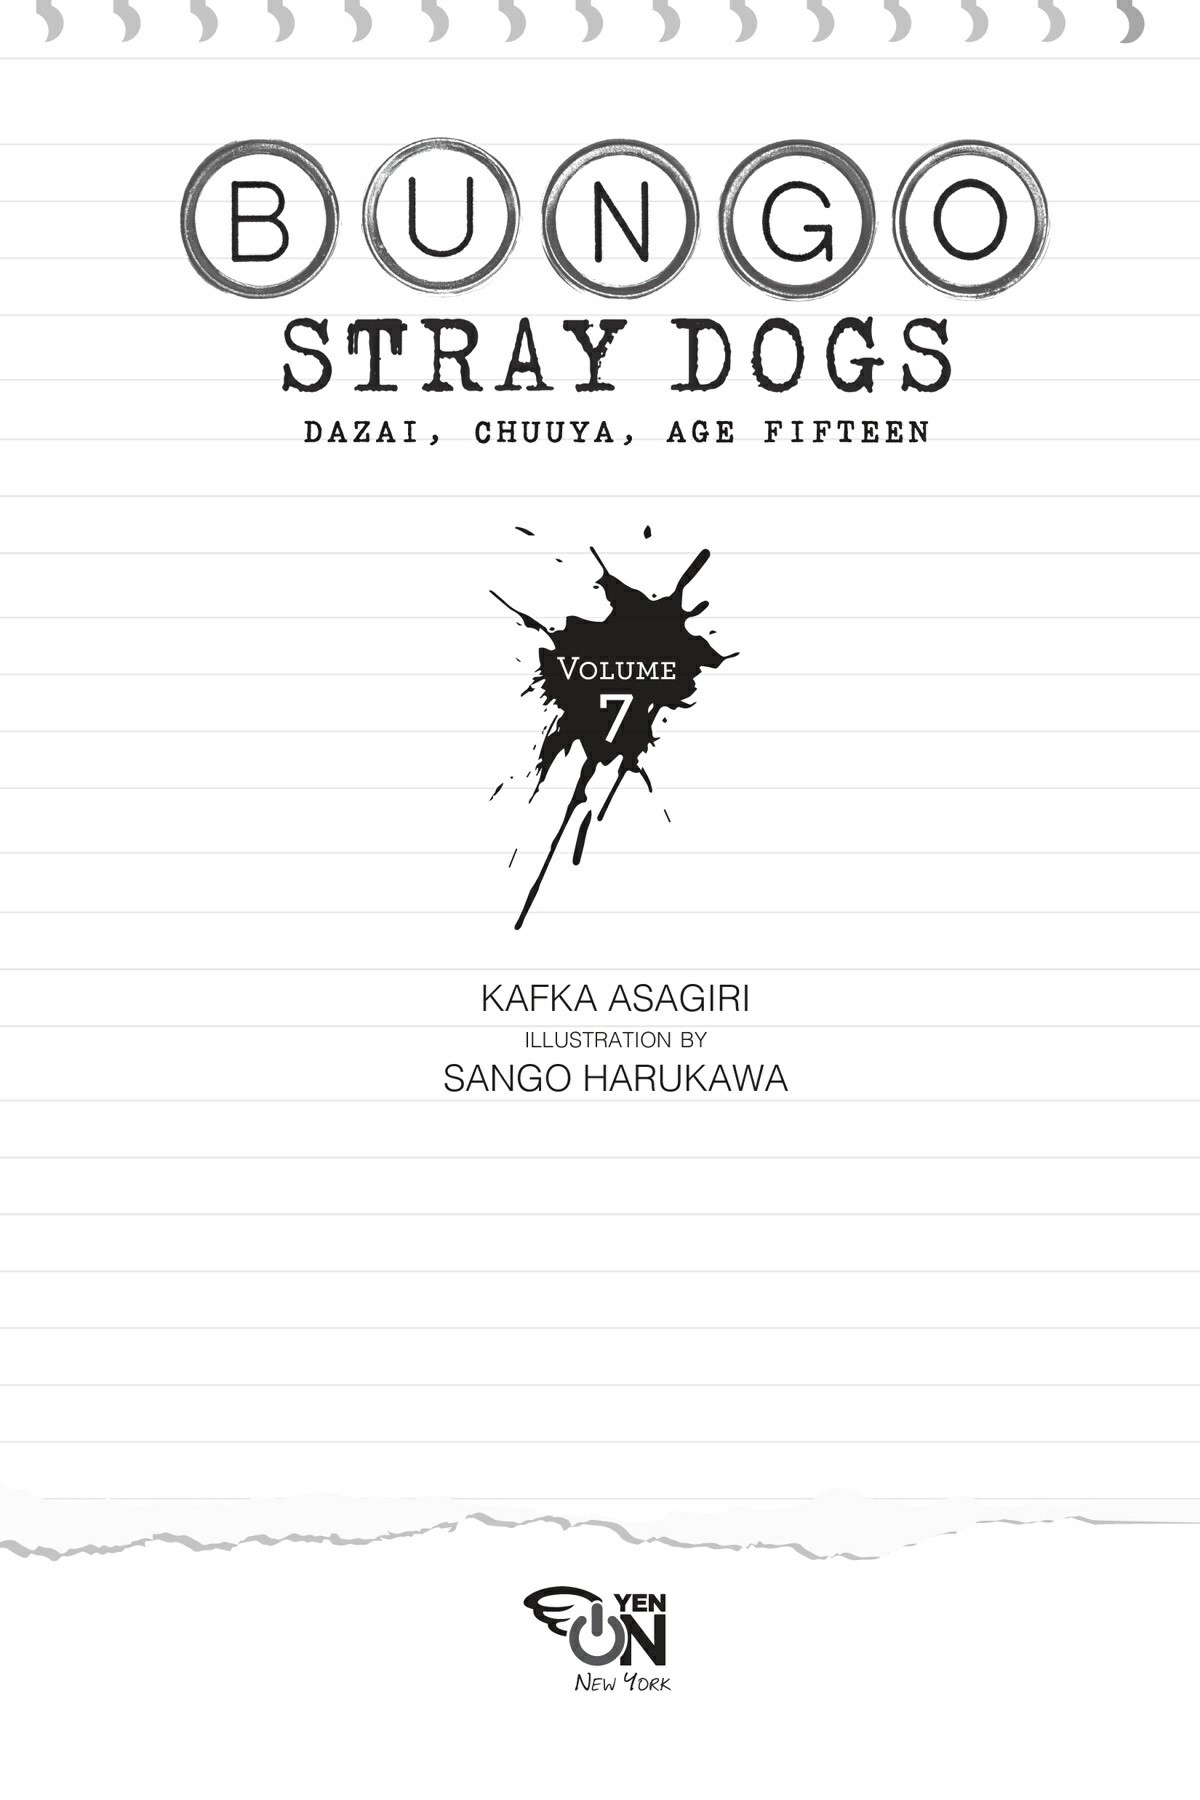 BUNGO
STRAY DOGS
DAZAI, CHUUYA, AGE FIFTEEN
VOLUME
7
KAFKA ASAGIRI
ILLUSTRATION BY
SANGO HARUKAWA
YEN
ON
NEW YORK